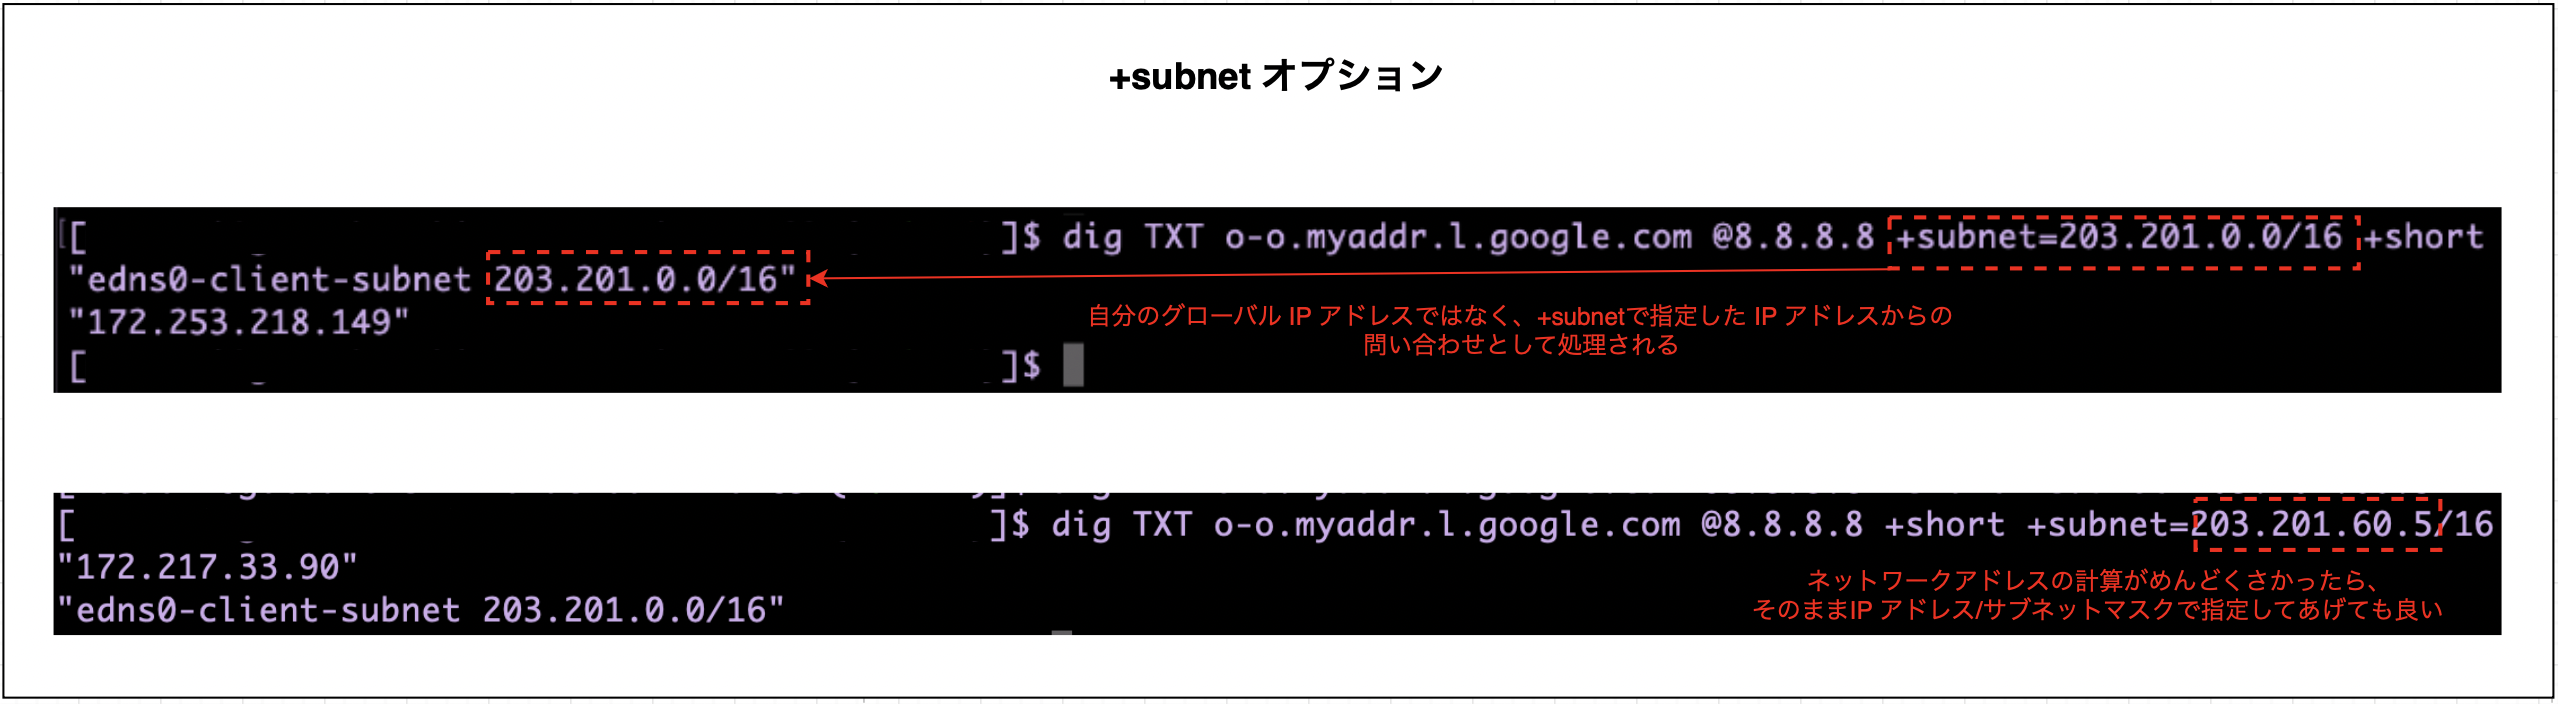 +subnet オプション
[[ ]$ dig TXT o-o.myaddr.l.google.com @8.8.8.8 +subnet=203.201.0.0/16 +short
"edns0-client-subnet 203.201.0.0/16"
"172.253.218.149"
自分のグローバル IP アドレスではなく、+subnetで指定した IP アドレスからの
問い合わせとして処理される
[ ]$
[ ]$ dig TXT o-o.myaddr.l.google.com @8.8.8.8 +short +subnet=203.201.60.5/16
"172.217.33.90"
"edns0-client-subnet 203.201.0.0/16"
ネットワークアドレスの計算がめんどくさかったら、
そのままIP アドレス/サブネットマスクで指定してあげても良い